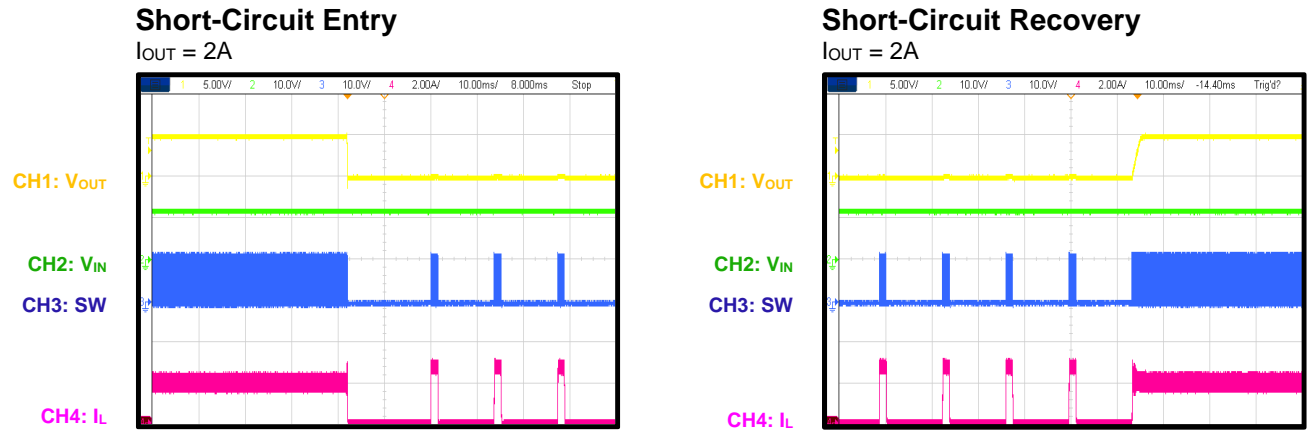 Short-Circuit Entry
IOUT = 2A
1 5.00V/ 2 10.0V/ 3 10.0V/ 4 2.00A/ 10.00ms/ 8.000ms Stop
CH1: VOUT
CH2: VIN
CH3: SW
CH4: IL
Short-Circuit Recovery
IOUT = 2A
1 5.00V/ 2 10.0V/ 3 10.0V/ 4 2.00A/ 10.00ms/ -14.40ms Trig'd?
CH1: VOUT
CH2: VIN
CH3: SW
CH4: IL